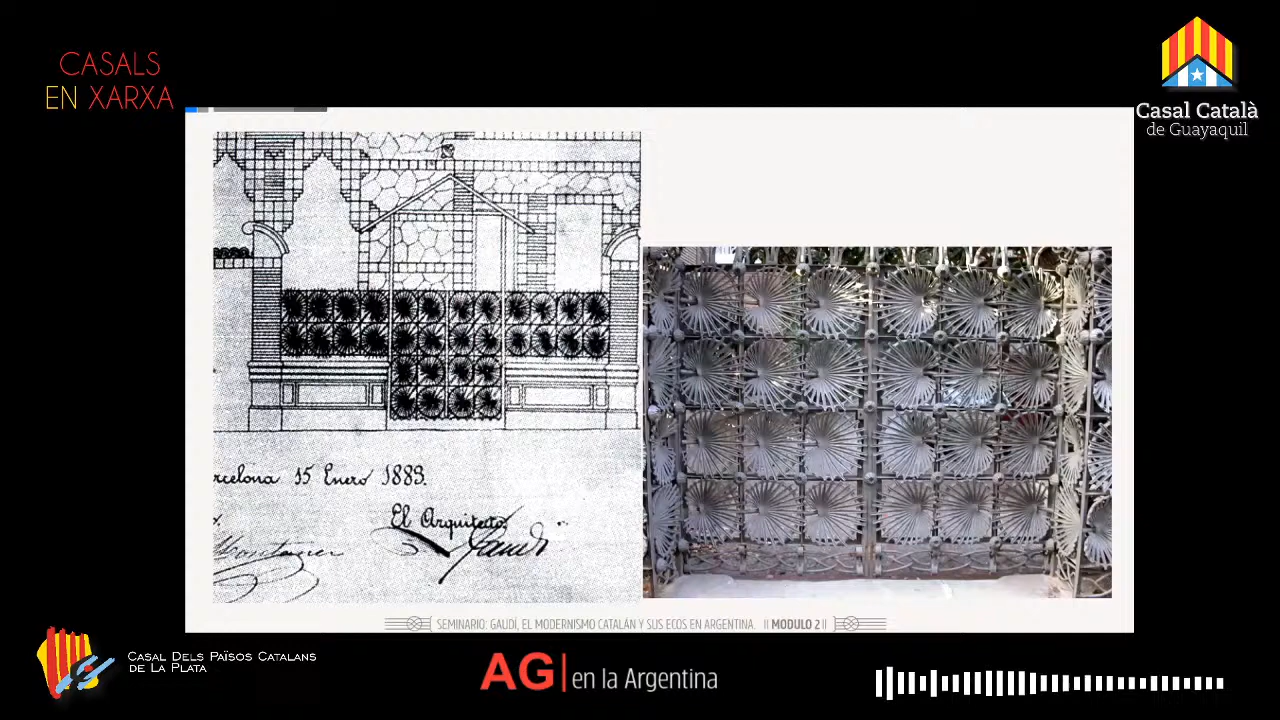 CASALS
EN XARXA
Casal Català
de Guayaquil
rcelona 15 Enero 1883.
El Arquitecto
Gaudí
SEMINARIO: GAUDÍ, EL MODERNISMO CATALÁN Y SUS ECOS EN ARGENTINA. || MODULO 2 ||
CASAL DELS PAÏSOS CATALANS
DE LA PLATA
AG | en la Argentina